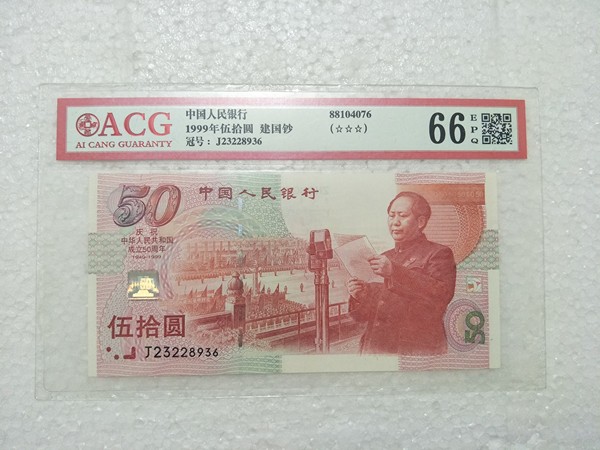 ACG
AI CANG GUARANTY
中国人民银行
1999年伍拾圆 建国钞
冠号: J23228936
88104076
(☆☆☆)
66 EPQ
50
中国人民银行
庆祝
中华人民共和国
成立50周年
1949-1999
伍拾圆
J23228936
50